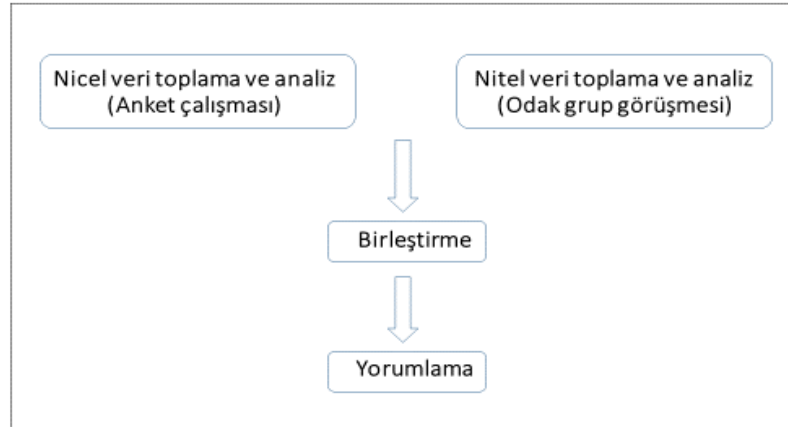 Nicel veri toplama ve analiz
(Anket çalışması)
Nitel veri toplama ve analiz
(Odak grup görüşmesi)
Birleştirme
Yorumlama